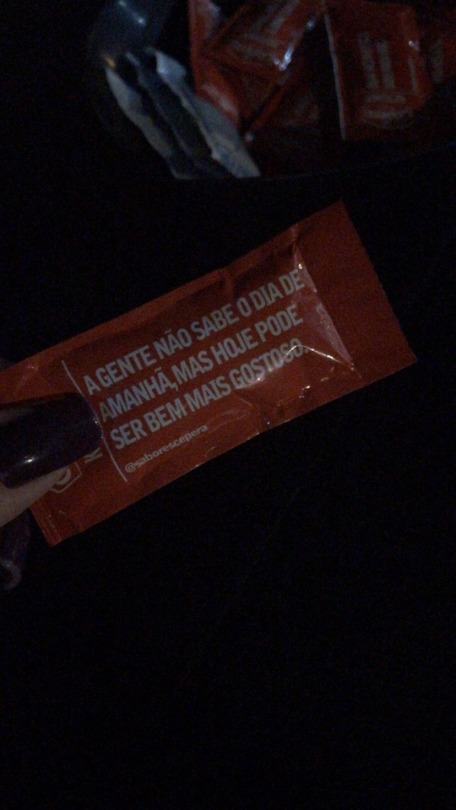 A GENTE NÃO SABE O DIA DE
AMANHÃ, MAS HOJE PODE
SER BEM MAIS GOSTOSO.
@saborescepera